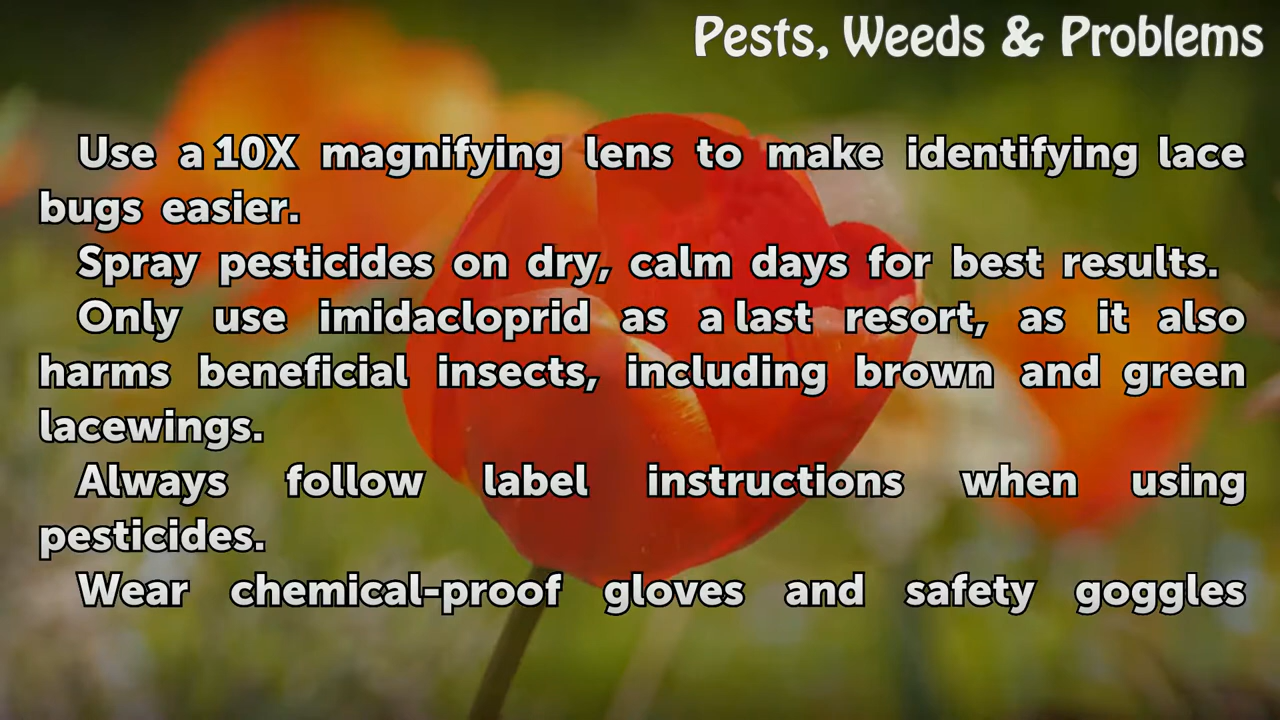 Pests, Weeds & Problems
Use a 10X magnifying lens to make identifying lace
bugs easier.
Spray pesticides on dry, calm days for best results.
Only use imidacloprid as a last resort, as it also
harms beneficial insects, including brown and green
lacewings.
Always follow label instructions when using
pesticides.
Wear chemical-proof gloves and safety goggles